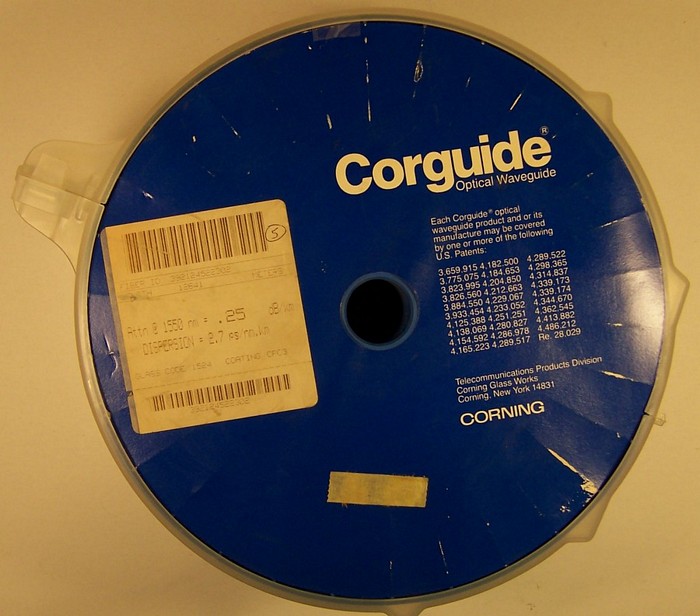 Corguide®
Optical Waveguide
Each Corguide® optical
waveguide product and or its
manufacture may be covered
by one or more of the following
U.S. Patents:
3.659.915 4.182.500 4.289.522
3.775.075 4.184.653 4.298.365
3.823.995 4.204.850 4.314.837
3.826.560 4.212.663 4.339.173
3.884.550 4.229.067 4.339.174
3.933.454 4.233.052 4.344.670
4.125.388 4.251.251 4.362.545
4.138.069 4.280.827 4.413.882
4.154.592 4.286.978 4.486.212
4.165.223 4.289.517 Re. 28.029
Telecommunications Products Division
Corning Glass Works
Corning, New York 14831
CORNING
5
FIBER ID
Attn @ 1550 nm = .25 dB/km
DISPERSION = 2.7 ps/nm.km
GLASS CODE/1524 COATING CPC3